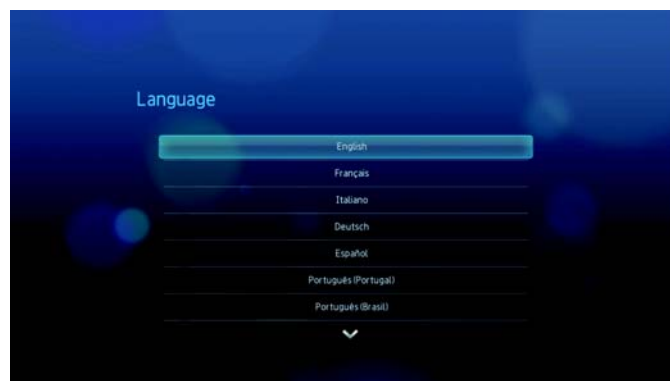 Language
English
Français
Italiano
Deutsch
Español
Português (Portugal)
Português (Brasil)